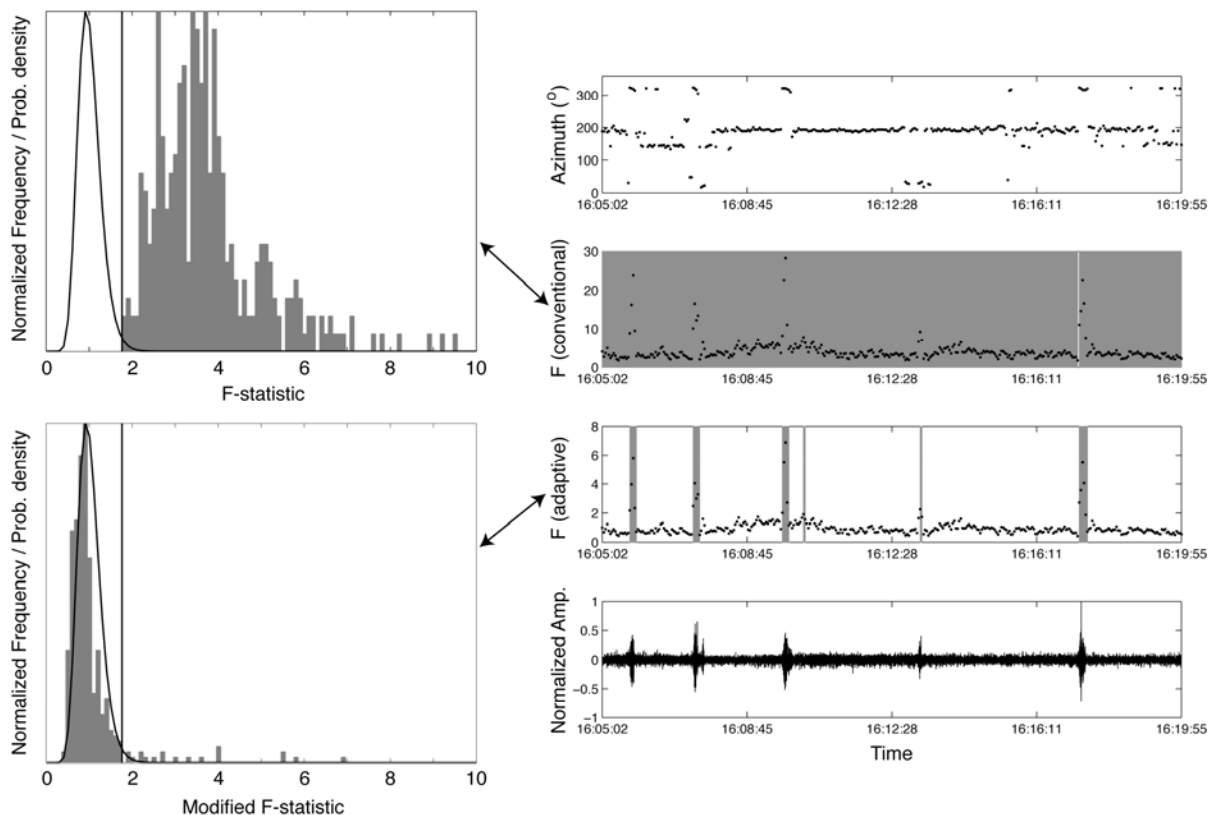 Normalized Frequency / Prob. density
0 2 4 6 8 10
F-statistic
Normalized Frequency / Prob. density
0 2 4 6 8 10
Modified F-statistic
Azimuth (°)
300
200
100
0
16:05:02 16:08:45 16:12:28 16:16:11 16:19:55
F (conventional)
30
20
10
0
16:05:02 16:08:45 16:12:28 16:16:11 16:19:55
F (adaptive)
8
6
4
2
0
16:05:02 16:08:45 16:12:28 16:16:11 16:19:55
Normalized Amp.
1
0.5
0
−0.5
−1
16:05:02 16:08:45 16:12:28 16:16:11 16:19:55
Time